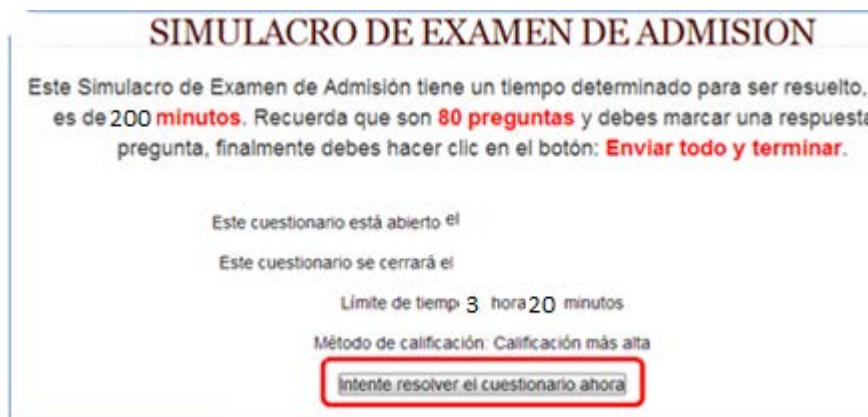 SIMULACRO DE EXAMEN DE ADMISION
Este Simulacro de Examen de Admisión tiene un tiempo determinado para ser resuelto,
es de 200 minutos. Recuerda que son 80 preguntas y debes marcar una respuesta
pregunta, finalmente debes hacer clic en el botón: Enviar todo y terminar.
Este cuestionario está abierto el
Este cuestionario se cerrará el
Límite de tiemp 3 hora 20 minutos
Método de calificación: Calificación más alta
Intente resolver el cuestionario ahora